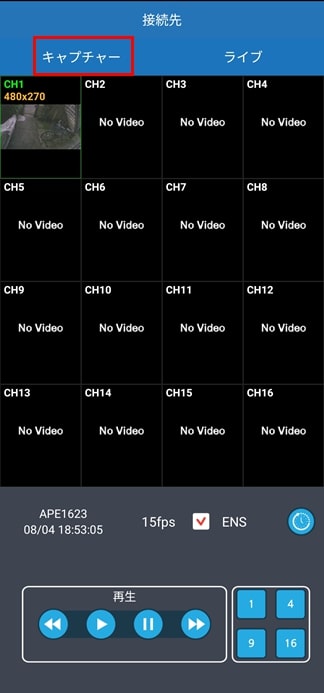 接続先
キャプチャー ライブ
CH1 CH2 CH3 CH4
480x270
No Video No Video No Video
CH5 CH6 CH7 CH8
No Video No Video No Video No Video
CH9 CH10 CH11 CH12
No Video No Video No Video No Video
CH13 CH14 CH15 CH16
No Video No Video No Video No Video
APE1623
08/04 18:53:05
15fps ENS
再生
1 4
9 16